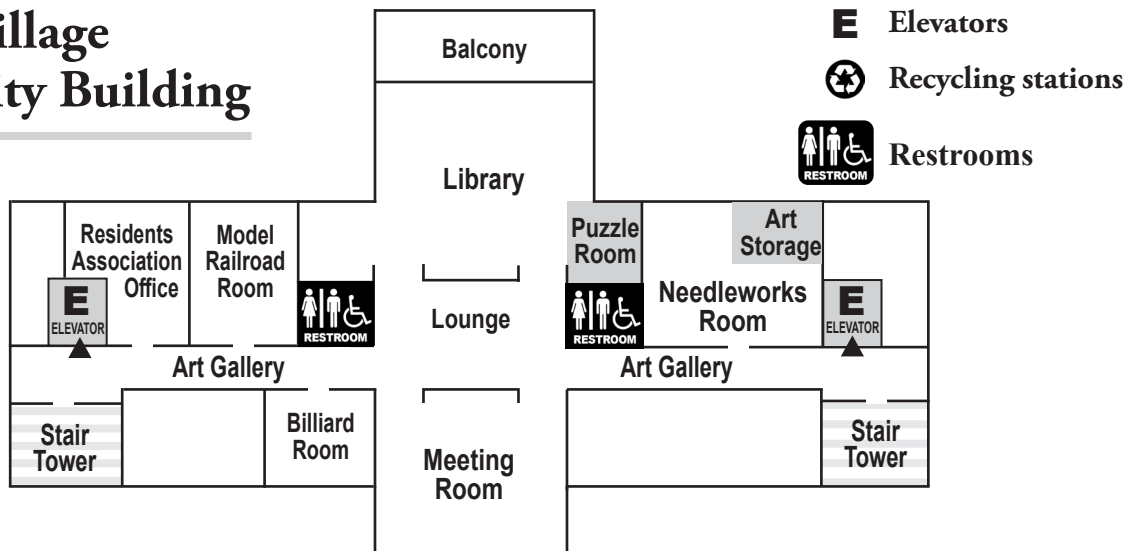 illage
ity Building
E Elevators
Recycling stations
RESTROOM
Restrooms
Balcony
Library
Residents
Association
Office
Model
Railroad
Room
Puzzle
Room
Art
Storage
E
ELEVATOR
RESTROOM
Lounge
RESTROOM
Needleworks
Room
E
ELEVATOR
Art Gallery
Art Gallery
Stair
Tower
Billiard
Room
Meeting
Room
Stair
Tower